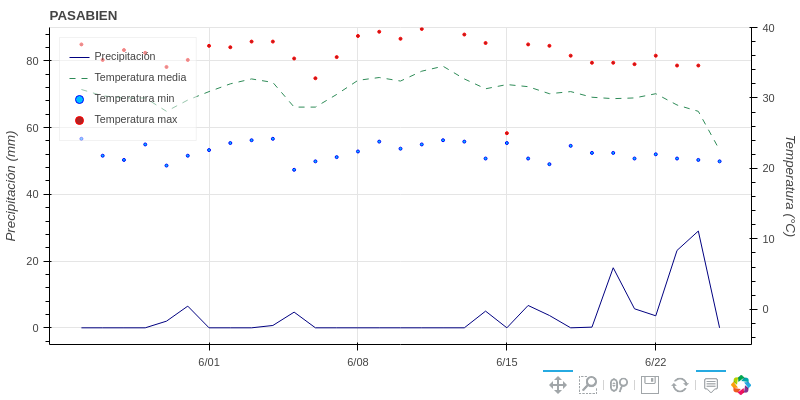 PASABIEN
Precipitación
Temperatura media
Temperatura min
Temperatura max
Precipitación (mm)
80
60
40
20
0
Temperatura (°C)
40
30
20
10
0
6/01
6/08
6/15
6/22